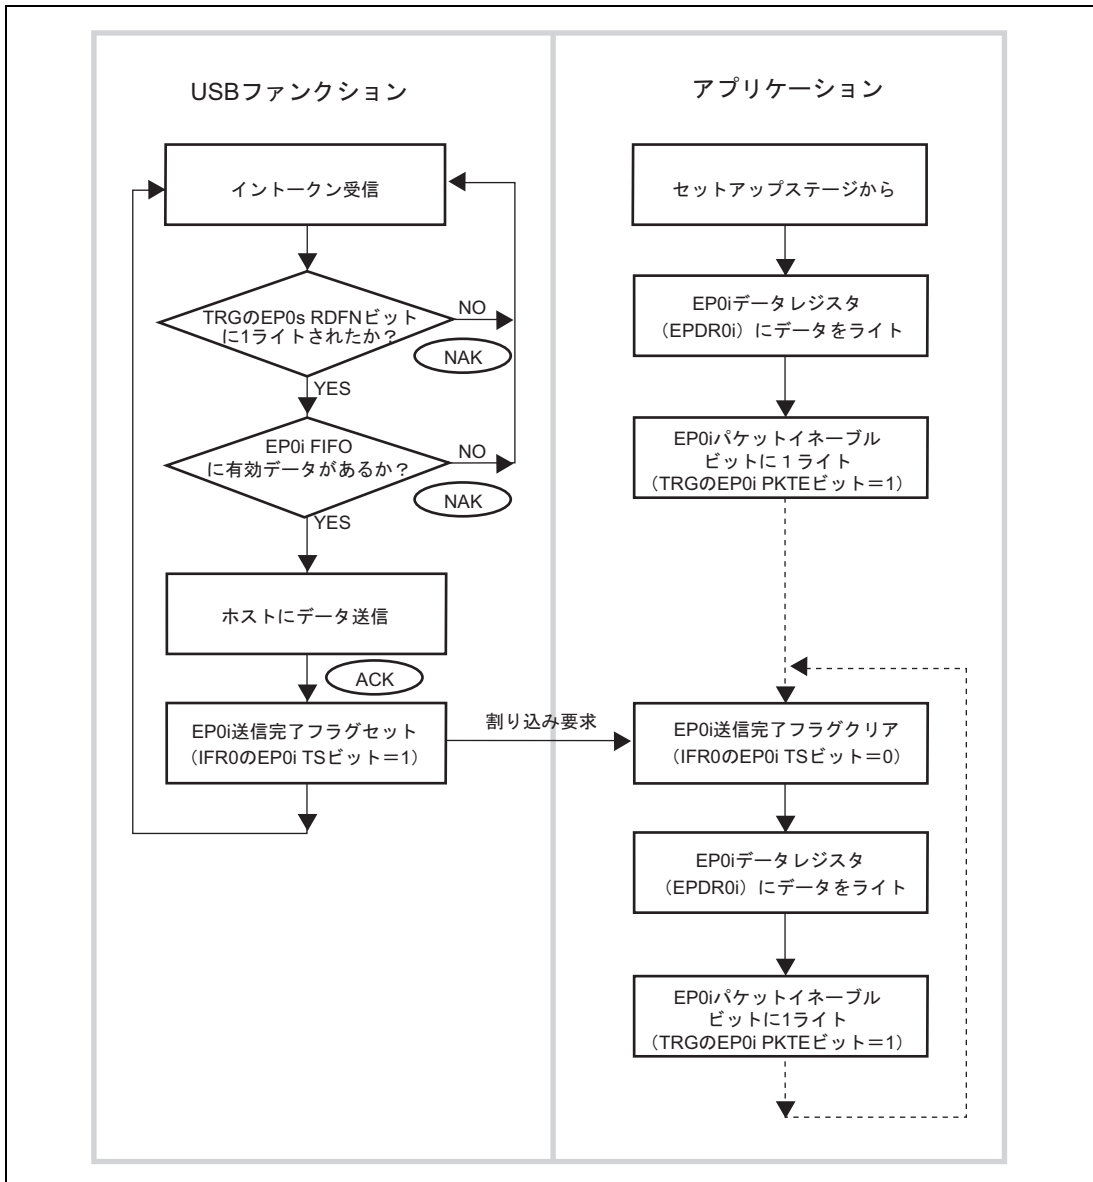 USBファンクション
イントークン受信
TRGのEP0s RDFNビット
に1ライトされたか？
NO
NAK
YES
EP0i FIFO
に有効データがあるか？
NO
NAK
YES
ホストにデータ送信
ACK
EP0i送信完了フラグセット
（IFR0のEP0i TSビット＝1）
割り込み要求
アプリケーション
セットアップステージから
EP0iデータレジスタ
（EPDR0i）にデータをライト
EP0iパケットイネーブル
ビットに１ライト
（TRGのEP0i PKTEビット＝1）
EP0i送信完了フラグクリア
（IFR0のEP0i TSビット＝0）
EP0iデータレジスタ
（EPDR0i）にデータをライト
EP0iパケットイネーブル
ビットに1ライト
（TRGのEP0i PKTEビット＝1）